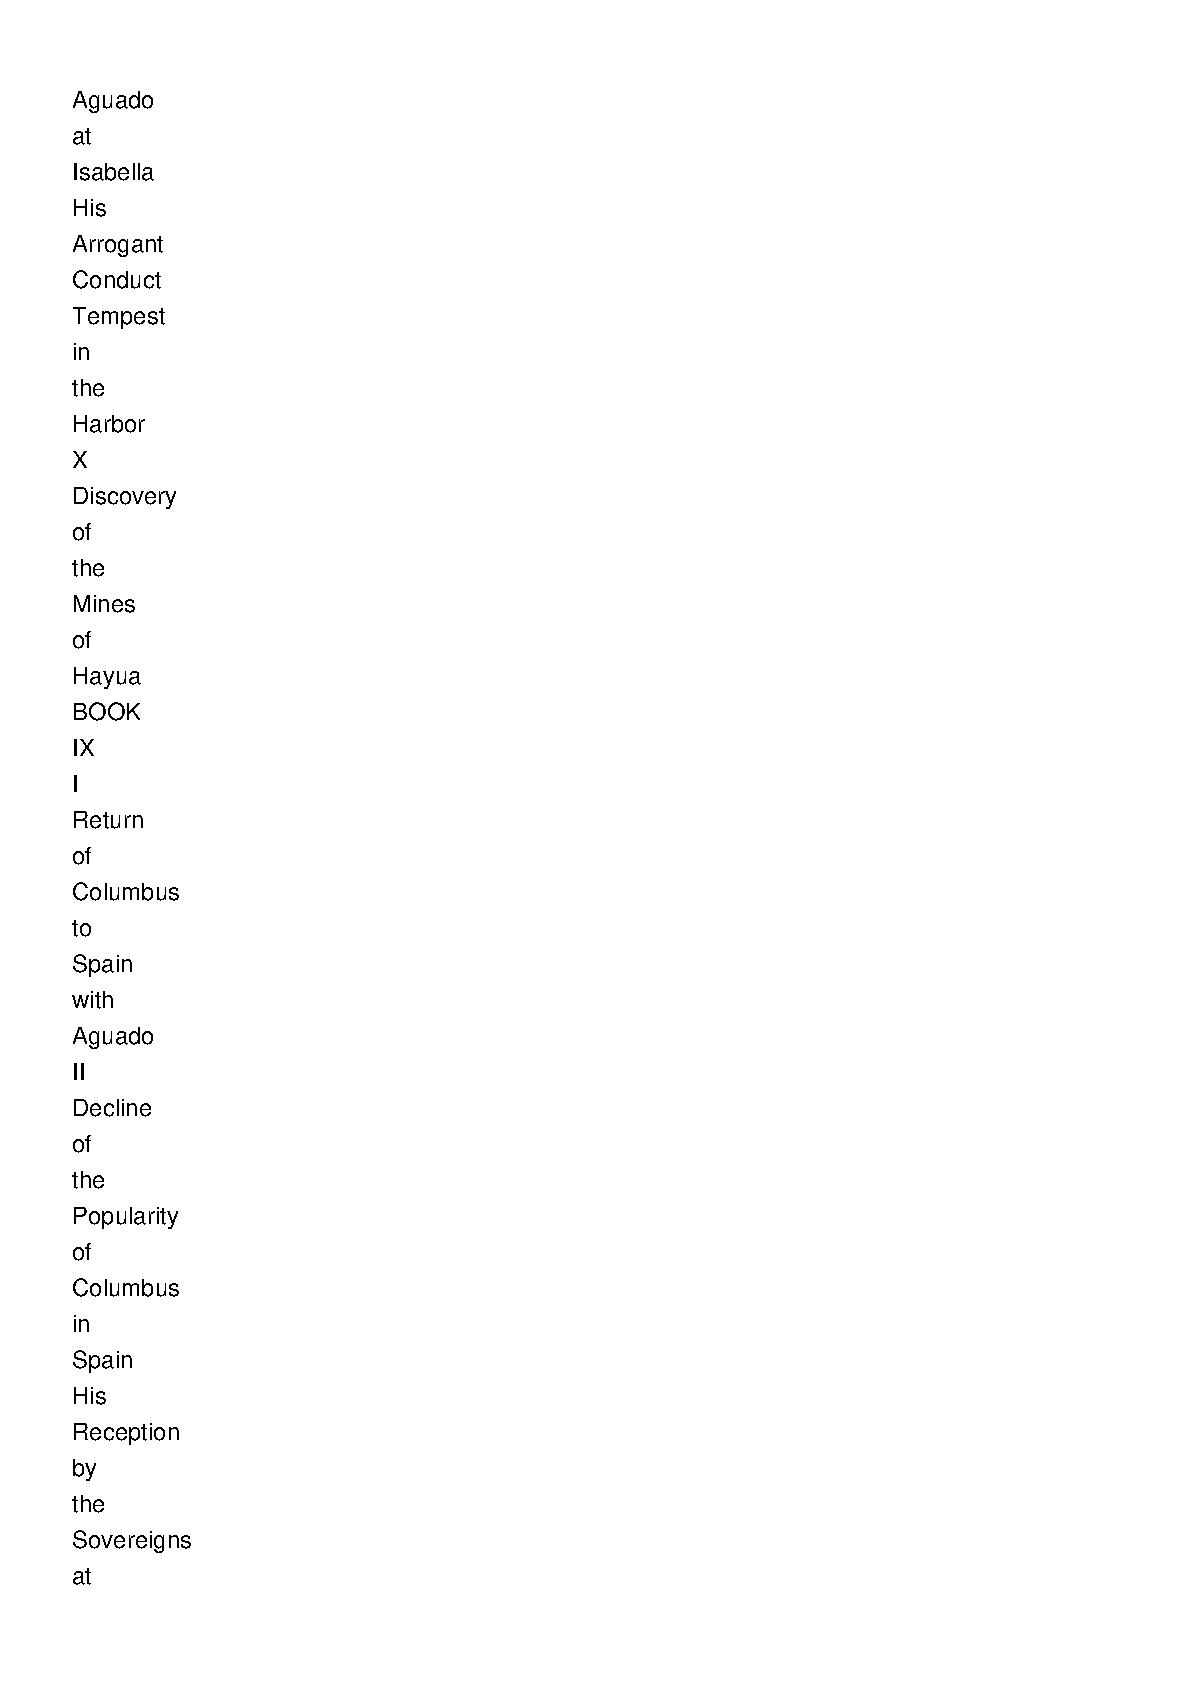 Aguado
at
Isabella
His
Arrogant
Conduct
Tempest
in
the
Harbor
X
Discovery
of
the
Mines
of
Hayua
BOOK
IX
I
Return
of
Columbus
to
Spain
with
Aguado
II
Decline
of
the
Popularity
of
Columbus
in
Spain
His
Reception
by
the
Sovereigns
at